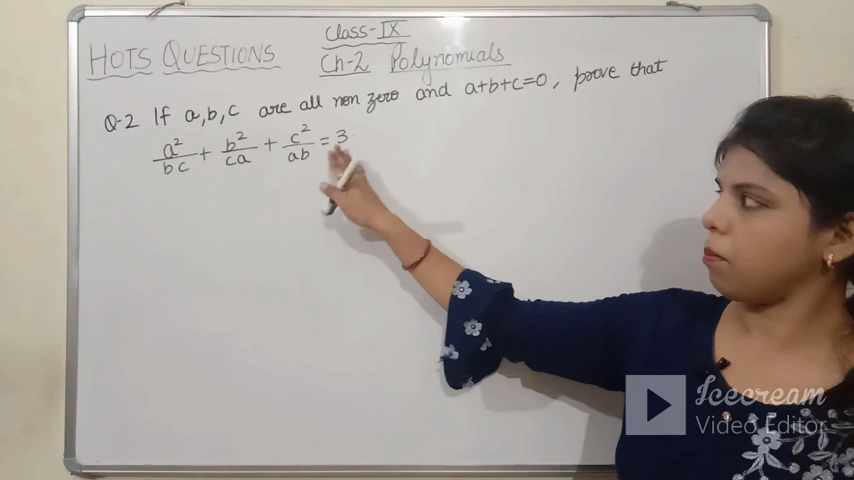 HOTS QUESTIONS
Class-IX
Ch-2 Polynomials
Q-2 If a,b,c are all non zero and a+b+c=0, prove that
a²/bc + b²/ca + c²/ab = 3.
Icecream
Video Editor